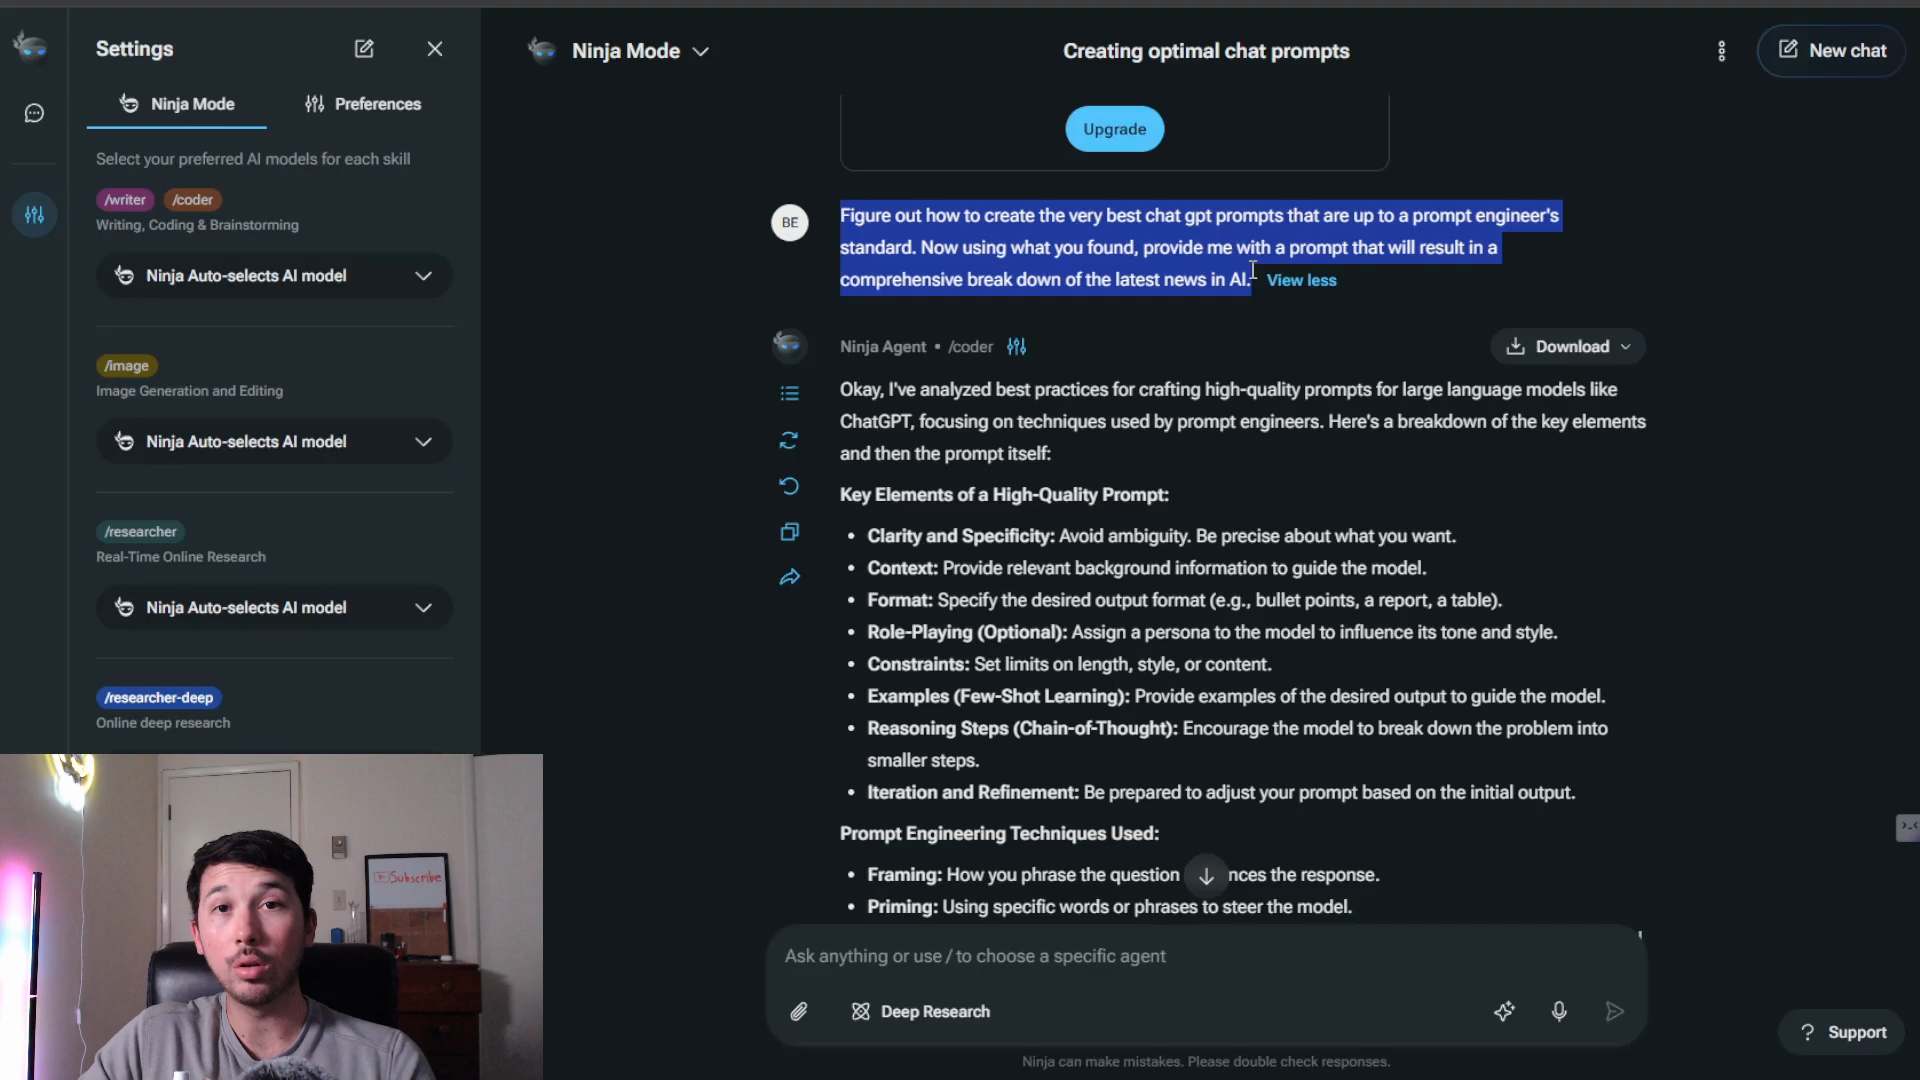 Settings
Ninja Mode
Preferences
Select your preferred AI models for each skill
/writer /coder
Writing, Coding & Brainstorming
Ninja Auto-selects AI model
/image
Image Generation and Editing
Ninja Auto-selects AI model
/researcher
Real-Time Online Research
Ninja Auto-selects AI model
/researcher-deep
Online deep research
Subscribe
Ninja Mode
Creating optimal chat prompts
New chat
Upgrade
BE
Figure out how to create the very best chat gpt prompts that are up to a prompt engineer's
standard. Now using what you found, provide me with a prompt that will result in a
comprehensive break down of the latest news in AI. View less
Ninja Agent • /coder
Download
Okay, I've analyzed best practices for crafting high-quality prompts for large language models like
ChatGPT, focusing on techniques used by prompt engineers. Here's a breakdown of the key elements
and then the prompt itself:
Key Elements of a High-Quality Prompt:
• Clarity and Specificity: Avoid ambiguity. Be precise about what you want.
• Context: Provide relevant background information to guide the model.
• Format: Specify the desired output format (e.g., bullet points, a report, a table).
• Role-Playing (Optional): Assign a persona to the model to influence its tone and style.
• Constraints: Set limits on length, style, or content.
• Examples (Few-Shot Learning): Provide examples of the desired output to guide the model.
• Reasoning Steps (Chain-of-Thought): Encourage the model to break down the problem into
smaller steps.
• Iteration and Refinement: Be prepared to adjust your prompt based on the initial output.
Prompt Engineering Techniques Used:
• Framing: How you phrase the question nces the response.
• Priming: Using specific words or phrases to steer the model.
Ask anything or use / to choose a specific agent
Deep Research
Support
Ninja can make mistakes. Please double check responses.